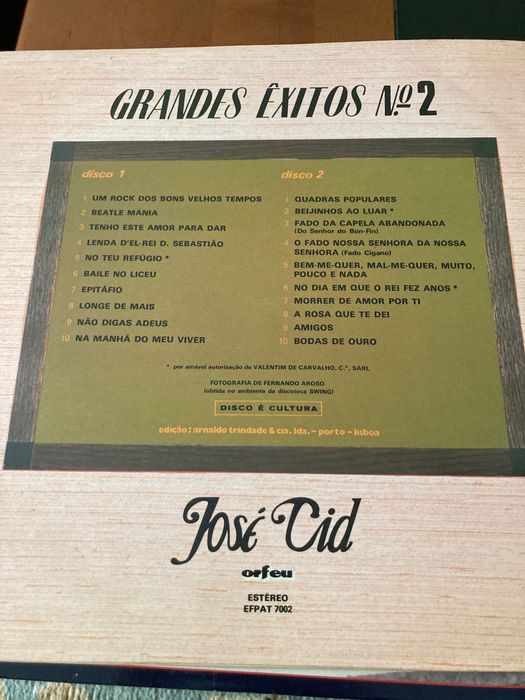 GRANDES ÊXITOS Nº 2
disco 1
1 UM ROCK DOS BONS VELHOS TEMPOS
2 BEATLE MANIA
3 TENHO ESTE AMOR PARA DAR
4 LENDA D'EL-REI D. SEBASTIÃO
5 NO TEU REFÚGIO *
6 BAILE NO LICEU
7 EPITÁFIO
8 LONGE DE MAIS
9 NÃO DIGAS ADEUS
10 NA MANHÃ DO MEU VIVER
disco 2
1 QUADRAS POPULARES
2 BEIJINHOS AO LUAR *
3 FADO DA CAPELA ABANDONADA
(Do Senhor do Bon-Fin)
4 O FADO NOSSA SENHORA DA NOSSA
SENHORA (Fado Cigano)
5 BEM-ME-QUER, MAL-ME-QUER, MUITO,
POUCO E NADA
6 NO DIA EM QUE O REI FEZ ANOS *
7 MORRER DE AMOR POR TI
8 A ROSA QUE TE DEI
9 AMIGOS
10 BODAS DE OURO
* por amável autorização de VALENTIM DE CARVALHO, C.ª, SARL
FOTOGRAFIA DE FERNANDO AROSO
(obtida no ambiente da discoteca SWING)
DISCO É CULTURA
edição: arnaldo trindade & cia. lda. – porto – lisboa
José Cid
orfeu
ESTÉREO
EFPAT 7002